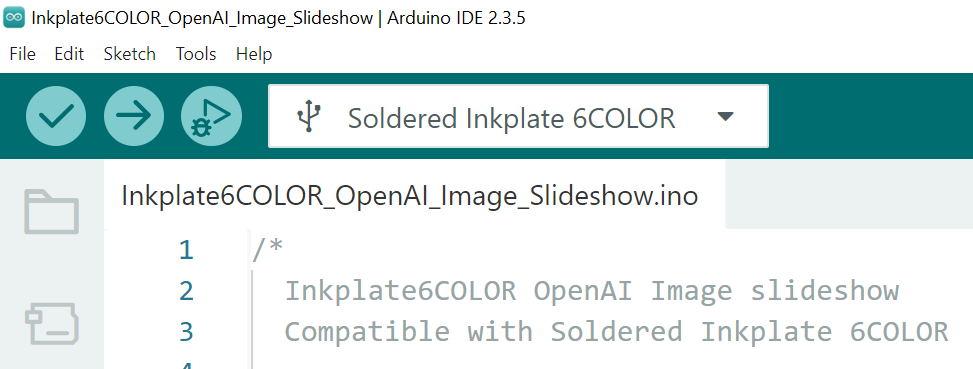 Inkplate6COLOR_OpenAI_Image_Slideshow | Arduino IDE 2.3.5
File Edit Sketch Tools Help
Soldered Inkplate 6COLOR
Inkplate6COLOR_OpenAI_Image_Slideshow.ino
1 /*
2 Inkplate6COLOR OpenAI Image slideshow
3 Compatible with Soldered Inkplate 6COLOR